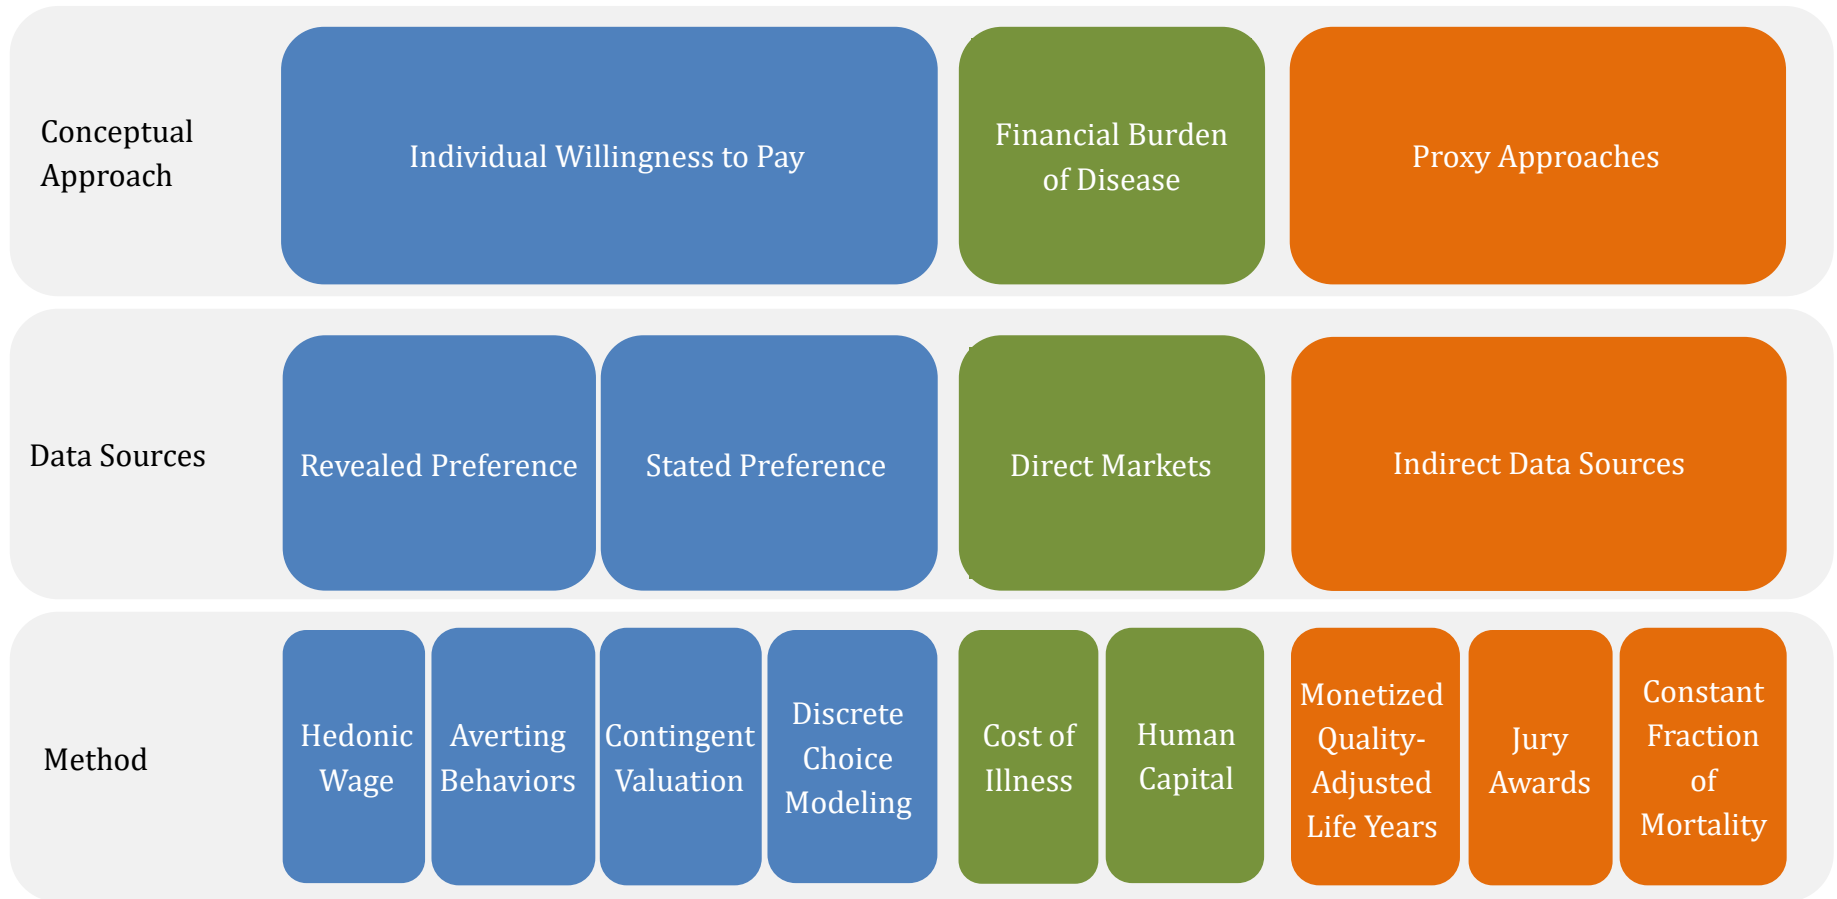 Conceptual
Approach
Individual Willingness to Pay
Financial Burden
of Disease
Proxy Approaches
Data Sources
Revealed Preference
Stated Preference
Direct Markets
Indirect Data Sources
Method
Hedonic
Wage
Averting
Behaviors
Contingent
Valuation
Discrete
Choice
Modeling
Cost of
Illness
Human
Capital
Monetized
Quality-
Adjusted
Life Years
Jury
Awards
Constant
Fraction
of
Mortality